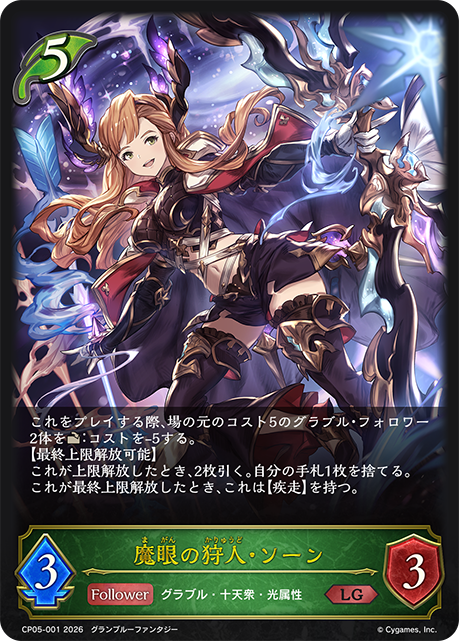 5
これをプレイする際、場の元のコスト5のグラブル・フォロワー
2体を:コストを-5する。
【最終上限解放可能】
これが上限解放したとき、2枚引く。自分の手札1枚を捨てる。
これが最終上限解放したとき、これは【疾走】を持つ。
まがん かりゅうど
魔眼の狩人・ソーン
3
Follower グラブル・十天衆・光属性 LG
3
CP05-001 2026 グランブルーファンタジー
© Cygames, Inc.